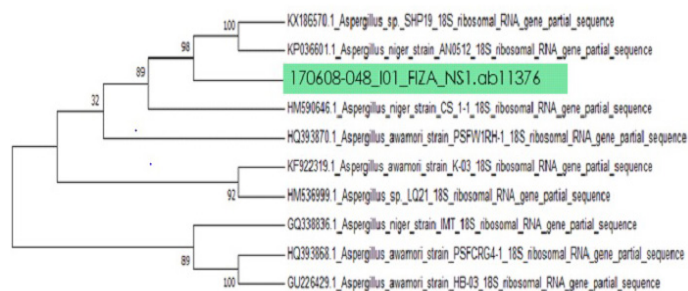 100
KX186570.1_Aspergillus_sp._SHP19_18S_ribosomal_RNA_gene_partial_sequence
98
KP036601.1_Aspergillus_niger_strain_AN0512_18S_ribosomal_RNA_gene_partial_sequence
89
170608-048_I01_FIZA_NS1.ab11376
32
HM590646.1_Aspergillus_niger_strain_CS_1-1_18S_ribosomal_RNA_gene_partial_sequence
HQ393870.1_Aspergillus_awamori_strain_PSFW1RH-1_18S_ribosomal_RNA_gene_partial_sequence
KF922319.1_Aspergillus_awamori_strain_K-03_18S_ribosomal_RNA_gene_partial_sequence
92
HM536999.1_Aspergillus_sp._LQ21_18S_ribosomal_RNA_gene_partial_sequence
GQ338836.1_Aspergillus_niger_strain_IMT_18S_ribosomal_RNA_gene_partial_sequence
89
HQ393868.1_Aspergillus_awamori_strain_PSFCRG4-1_18S_ribosomal_RNA_gene_partial_sequence
100
GU226429.1_Aspergillus_awamori_strain_HB-03_18S_ribosomal_RNA_gene_partial_sequence